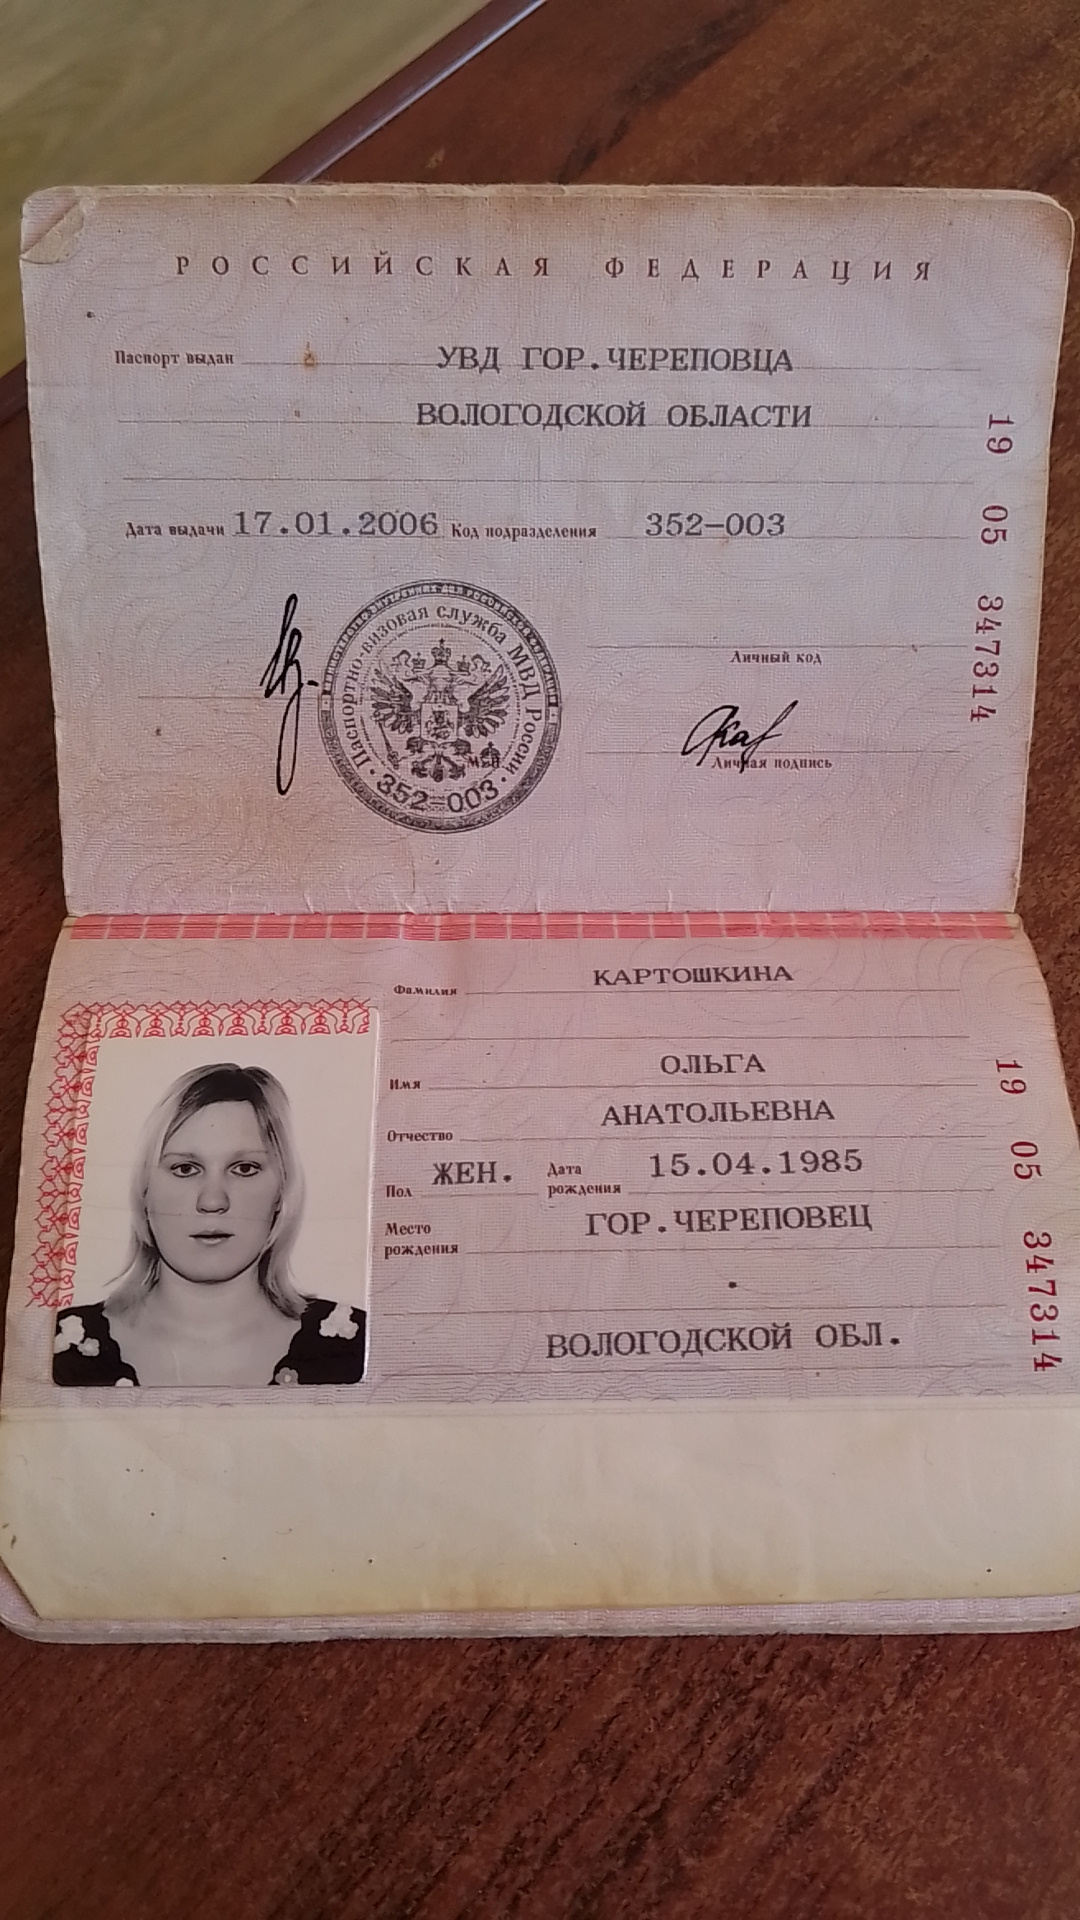 РОССИЙСКАЯ ФЕДЕРАЦИЯ
Паспорт выдан УВД ГОР.ЧЕРЕПОВЦА
ВОЛОГОДСКОЙ ОБЛАСТИ
Дата выдачи 17.01.2006 Код подразделения 352-003
19 05 347314
Паспортно-визовая служба МВД России
352-003
М.П.
Личный код
Личная подпись
Фамилия КАРТОШКИНА
Имя ОЛЬГА
Отчество АНАТОЛЬЕВНА
Пол ЖЕН. Дата рождения 15.04.1985
Место рождения ГОР.ЧЕРЕПОВЕЦ
ВОЛОГОДСКОЙ ОБЛ.
19 05 347314